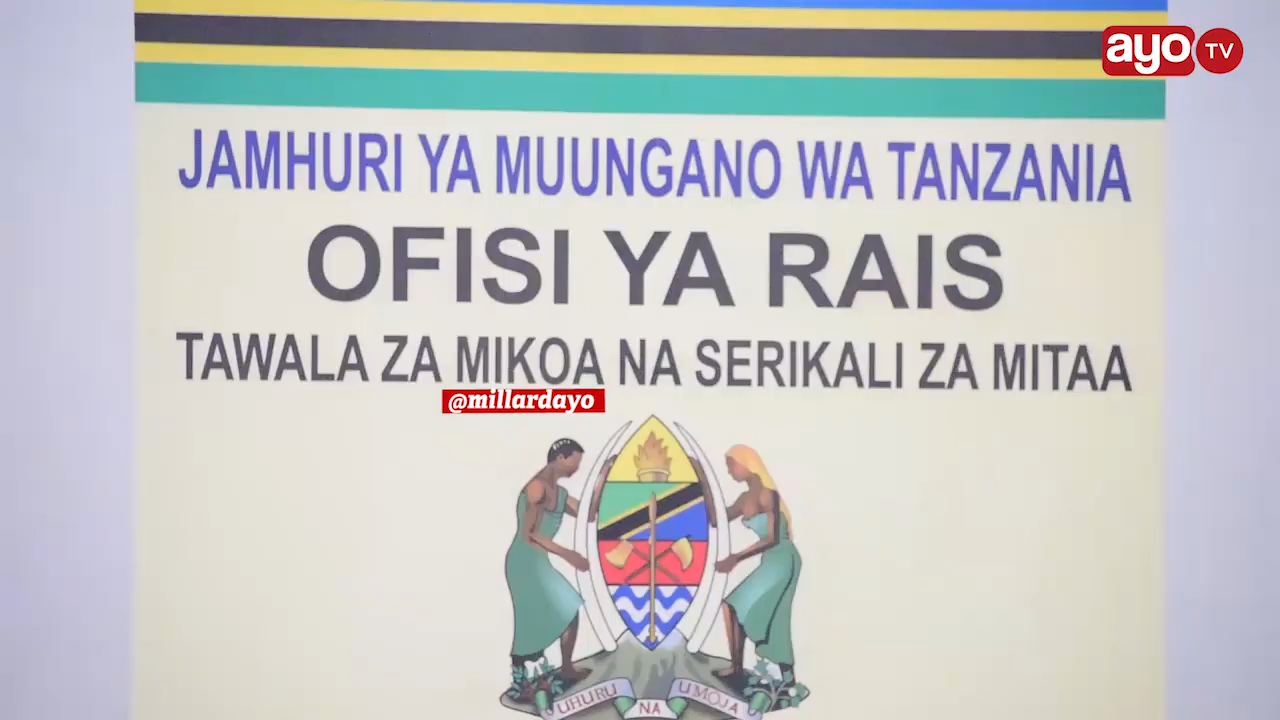 ayo TV
JAMHURI YA MUUNGANO WA TANZANIA
OFISI YA RAIS
TAWALA ZA MIKOA NA SERIKALI ZA MITAA
@millardayo
UHURU NA UMOJA